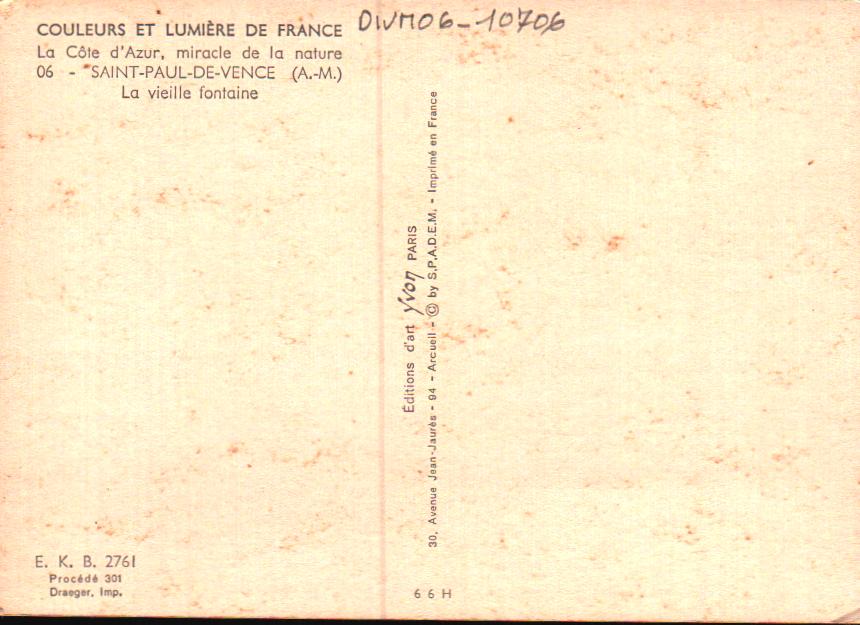 COULEURS ET LUMIÈRE DE FRANCE
La Côte d'Azur, miracle de la nature
06 - SAINT-PAUL-DE-VENCE (A.-M.)
La vieille fontaine
DIVM06-10706
Éditions d'art yvon PARIS
30, Avenue Jean-Jaurès - 94 - Arcueil - © by S.P.A.D.E.M. - Imprimé en France
E. K. B. 2761
Procédé 301
Draeger, Imp.
66H